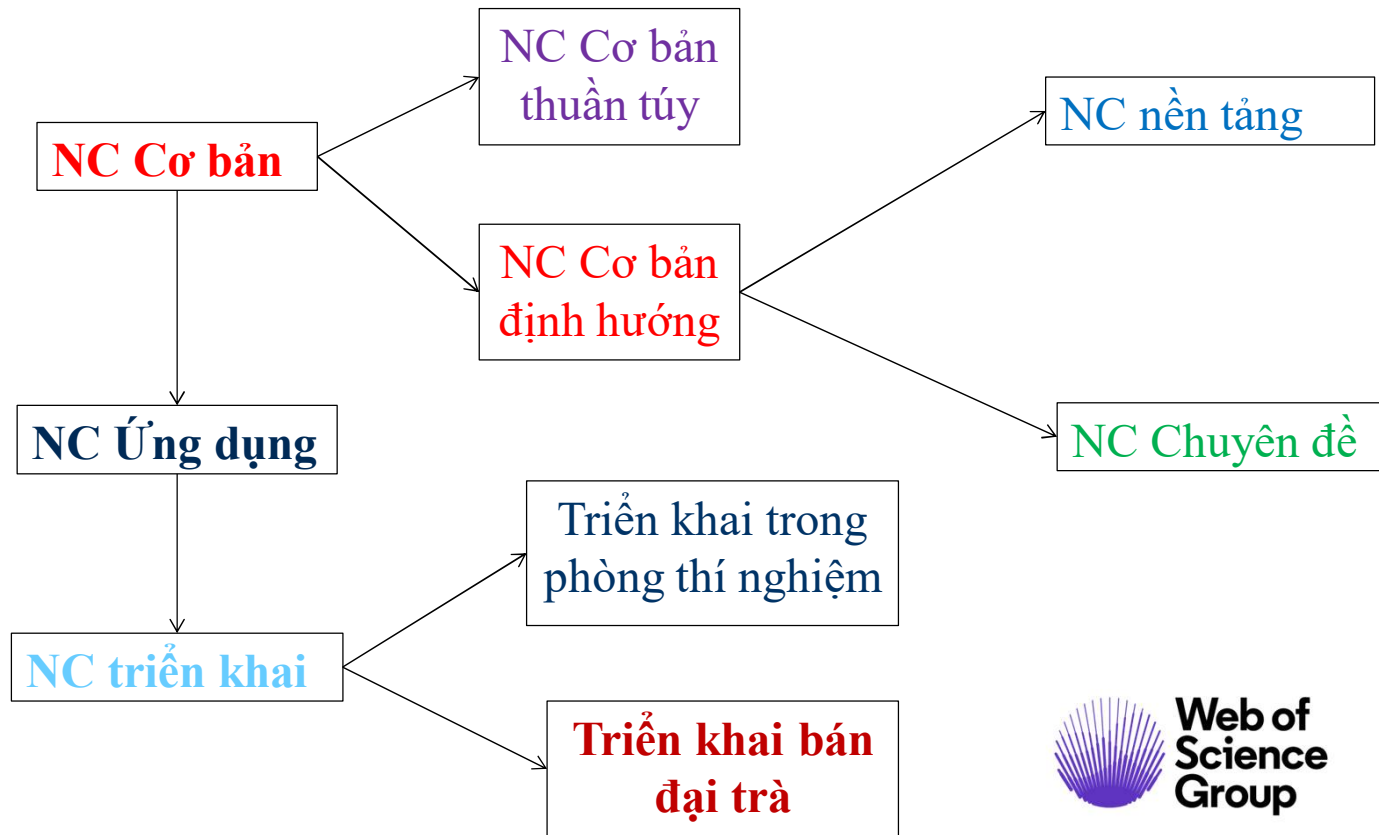 NC Cơ bản
thuần túy
NC nền tảng
NC Cơ bản
NC Cơ bản
định hướng
NC Ứng dụng
NC Chuyên đề
Triển khai trong
phòng thí nghiệm
NC triển khai
Triển khai bán
đại trà
Web of
Science
Group